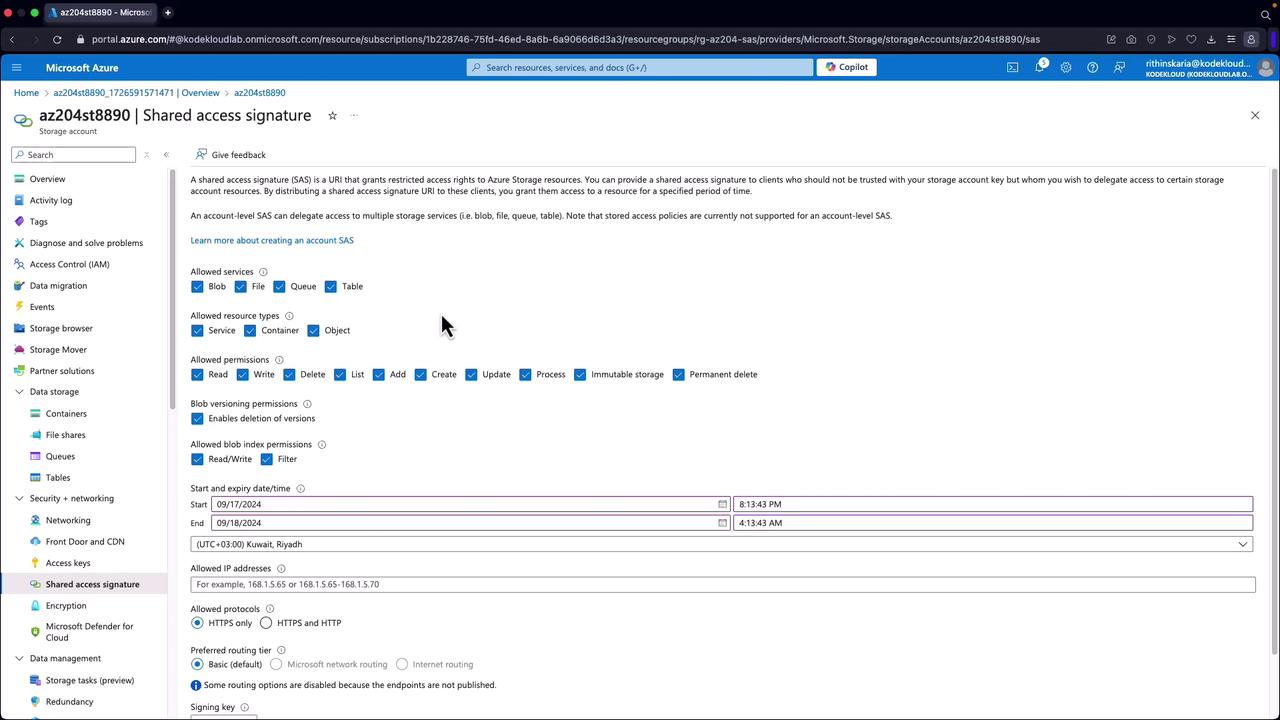 az204st8890 - Microsof
portal.azure.com/#@kodekloudlab.onmicrosoft.com/resource/subscriptions/1b228746-75fd-46ed-8a6b-6a9066d6d3a3/resourcegroups/rg-az204-sas/providers/Microsoft.Storage/storageAccounts/az204st8890/sas
Microsoft Azure
Search resources, services, and docs (G+/)
Copilot
5
rithinskaria@kodekloud...
KODEKLOUD (KODEKLOUDLAB.O...
Home > az204st8890_1726591571471 | Overview > az204st8890
az204st8890 | Shared access signature
Storage account
Search
Overview
Activity log
Tags
Diagnose and solve problems
Access Control (IAM)
Data migration
Events
Storage browser
Storage Mover
Partner solutions
Data storage
Containers
File shares
Queues
Tables
Security + networking
Networking
Front Door and CDN
Access keys
Shared access signature
Encryption
Microsoft Defender for
Cloud
Data management
Storage tasks (preview)
Redundancy
Give feedback
A shared access signature (SAS) is a URI that grants restricted access rights to Azure Storage resources. You can provide a shared access signature to clients who should not be trusted with your storage account key but whom you wish to delegate access to certain storage
account resources. By distributing a shared access signature URI to these clients, you grant them access to a resource for a specified period of time.
An account-level SAS can delegate access to multiple storage services (i.e. blob, file, queue, table). Note that stored access policies are currently not supported for an account-level SAS.
Learn more about creating an account SAS
Allowed services
Blob File Queue Table
Allowed resource types
Service Container Object
Allowed permissions
Read Write Delete List Add Create Update Process Immutable storage Permanent delete
Blob versioning permissions
Enables deletion of versions
Allowed blob index permissions
Read/Write Filter
Start and expiry date/time
Start 09/17/2024 8:13:43 PM
End 09/18/2024 4:13:43 AM
(UTC+03:00) Kuwait, Riyadh
Allowed IP addresses
For example, 168.1.5.65 or 168.1.5.65-168.1.5.70
Allowed protocols
HTTPS only HTTPS and HTTP
Preferred routing tier
Basic (default) Microsoft network routing Internet routing
Some routing options are disabled because the endpoints are not published.
Signing key